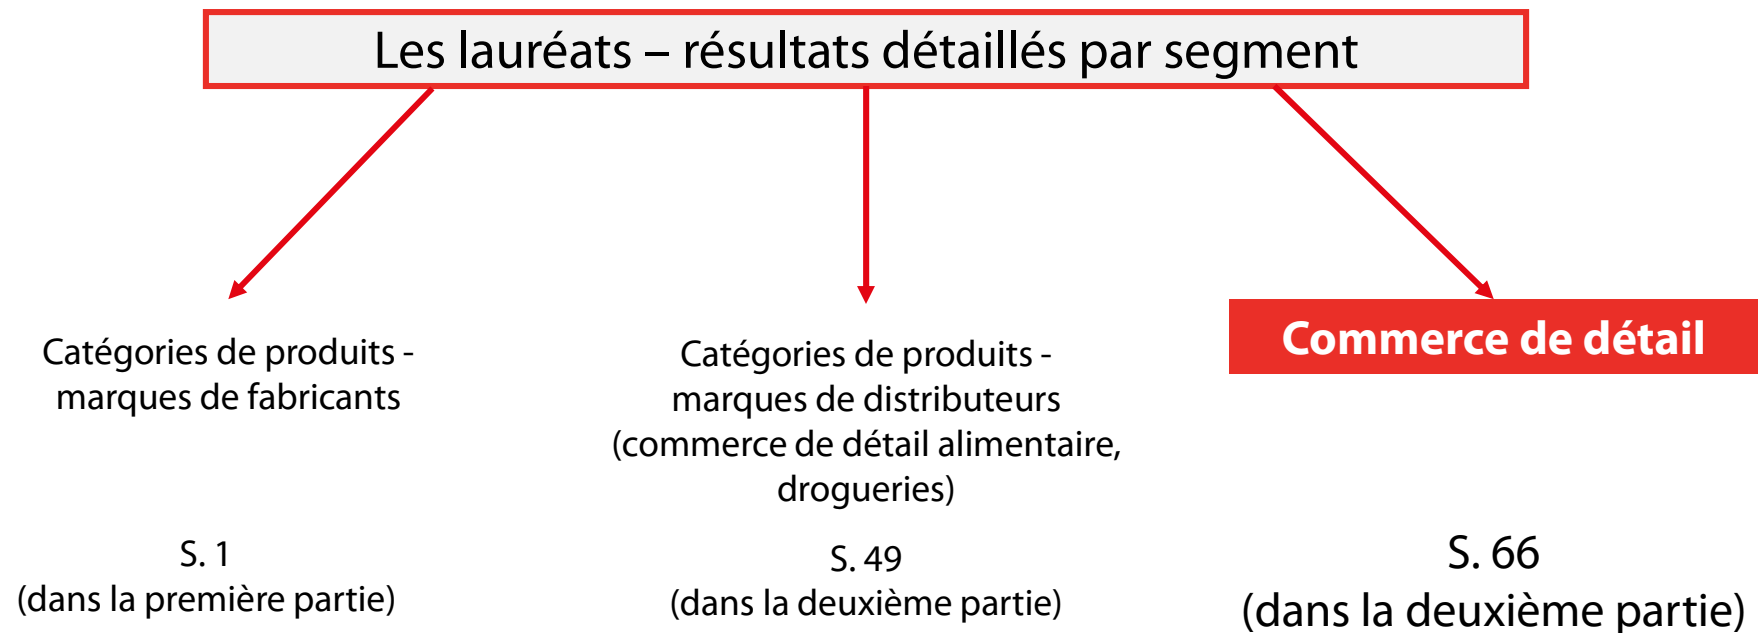 Les lauréats – résultats détaillés par segment
Catégories de produits -
marques de fabricants
S. 1
(dans la première partie)
Catégories de produits -
marques de distributeurs
(commerce de détail alimentaire,
drogueries)
S. 49
(dans la deuxième partie)
Commerce de détail
S. 66
(dans la deuxième partie)